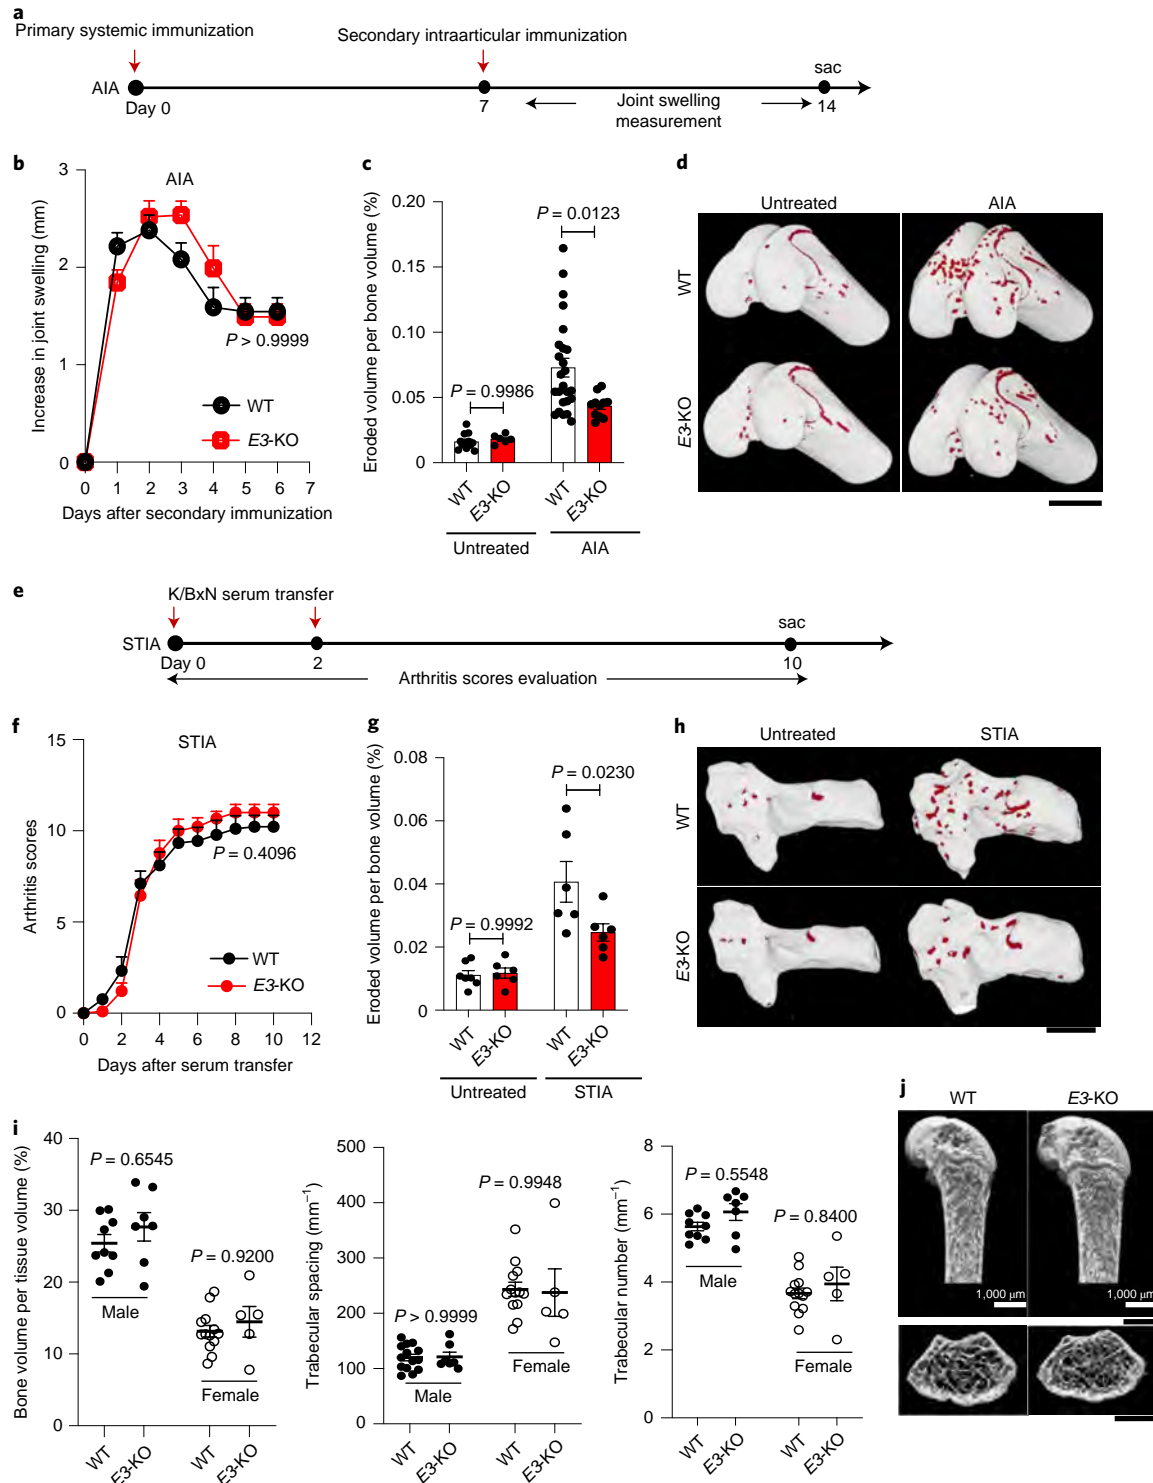 a
Primary systemic immunization
Secondary intraarticular immunization
sac
AIA
Day 0
7
Joint swelling
measurement
14
b
AIA
Increase in joint swelling (mm)
3
2
1
0
P > 0.9999
WT
E3-KO
0 1 2 3 4 5 6 7
Days after secondary immunization
c
Eroded volume per bone volume (%)
0.20
0.15
0.10
0.05
0
P = 0.0123
P = 0.9986
WT
E3-KO
WT
E3-KO
Untreated
AIA
d
Untreated
AIA
WT
E3-KO
e
K/BxN serum transfer
sac
STIA
Day 0
2
10
Arthritis scores evaluation
f
STIA
Arthritis scores
15
10
5
0
P = 0.4096
WT
E3-KO
0 2 4 6 8 10 12
Days after serum transfer
g
Eroded volume per bone volume (%)
0.08
0.06
0.04
0.02
0
P = 0.0230
P = 0.9992
WT
E3-KO
WT
E3-KO
Untreated
STIA
h
Untreated
STIA
WT
E3-KO
i
Bone volume per tissue volume (%)
40
30
20
10
0
P = 0.6545
P = 0.9200
Male
Female
WT
E3-KO
WT
E3-KO
Trabecular spacing (mm⁻¹)
500
400
300
200
100
0
P = 0.9948
P > 0.9999
Male
Female
WT
E3-KO
WT
E3-KO
Trabecular number (mm⁻¹)
8
6
4
2
0
P = 0.5548
P = 0.8400
Male
Female
WT
E3-KO
WT
E3-KO
j
WT
E3-KO
1,000 µm
1,000 µm